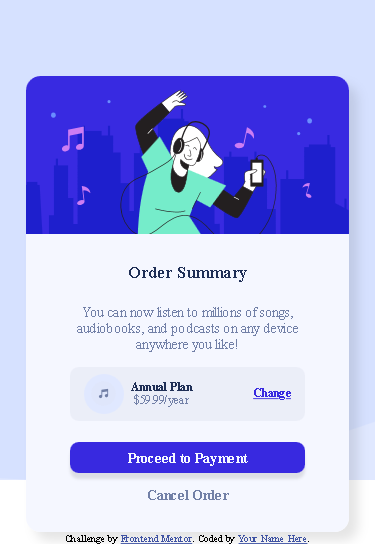 Order Summary
You can now listen to millions of songs,
audiobooks, and podcasts on any device
anywhere you like!
Annual Plan
$59.99/year
Change
Proceed to Payment
Cancel Order
Challenge by Frontend Mentor. Coded by Your Name Here.